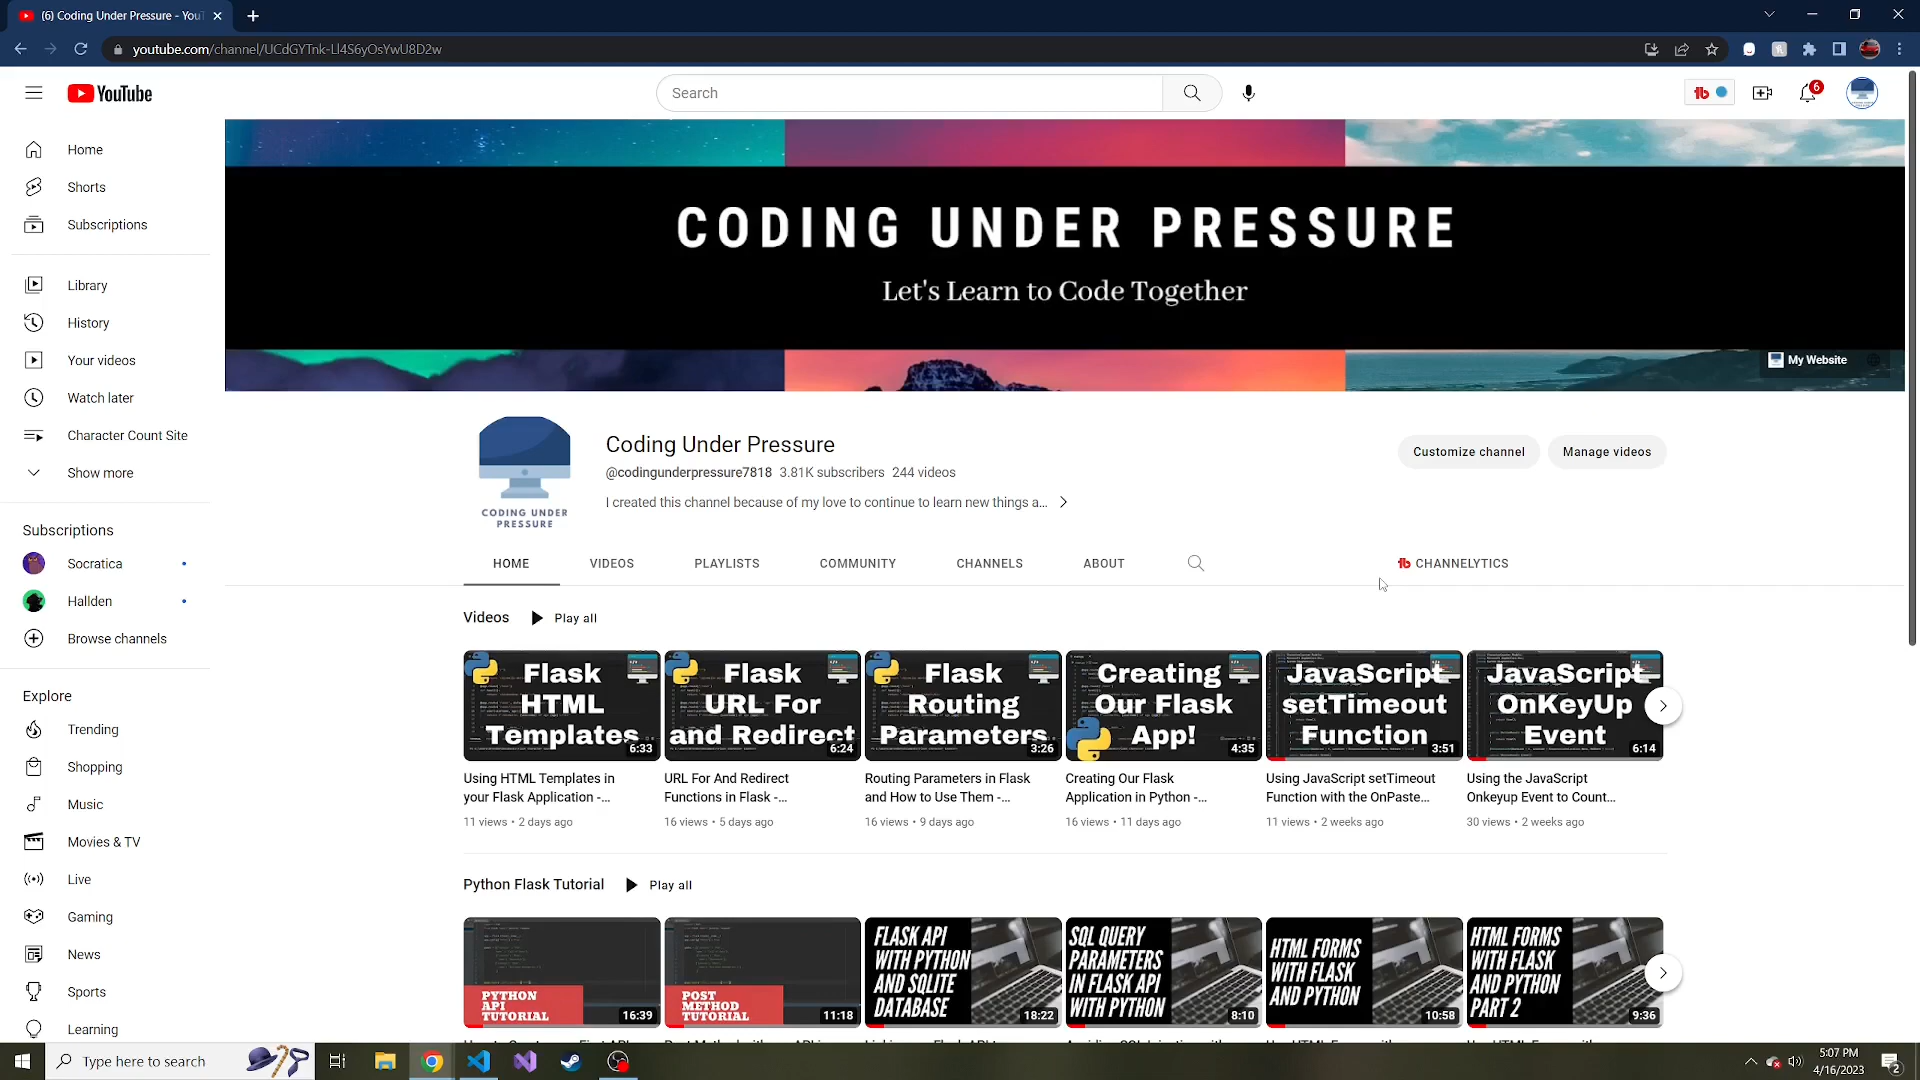 (6) Coding Under Pressure - YouT
youtube.com/channel/UCdGYTnk-Ll4S6yOsYwU8D2w
YouTube
Search
6
Home
Shorts
Subscriptions
Library
History
Your videos
Watch later
Character Count Site
Show more
Subscriptions
Socratica
Hallden
Browse channels
Explore
Trending
Shopping
Music
Movies & TV
Live
Gaming
News
Sports
Learning
CODING UNDER PRESSURE
Let's Learn to Code Together
My Website
CODING UNDER
PRESSURE
Coding Under Pressure
@codingunderpressure7818 3.81K subscribers 244 videos
I created this channel because of my love to continue to learn new things a...
Customize channel
Manage videos
HOME
VIDEOS
PLAYLISTS
COMMUNITY
CHANNELS
ABOUT
CHANNELYTICS
Videos
Play all
Flask
HTML
Templates
6:33
Using HTML Templates in
your Flask Application -...
11 views • 2 days ago
Flask
URL For
and Redirect
6:24
URL For And Redirect
Functions in Flask -...
16 views • 5 days ago
Flask
Routing
Parameters
3:26
Routing Parameters in Flask
and How to Use Them -...
16 views • 9 days ago
Creating
Our Flask
App!
4:35
Creating Our Flask
Application in Python -...
16 views • 11 days ago
JavaScript
setTimeout
Function
3:51
Using JavaScript setTimeout
Function with the OnPaste...
11 views • 2 weeks ago
JavaScript
OnKeyUp
Event
6:14
Using the JavaScript
Onkeyup Event to Count...
30 views • 2 weeks ago
Python Flask Tutorial
Play all
PYTHON
API
TUTORIAL
16:39
POST
METHOD
TUTORIAL
11:18
FLASK API
WITH PYTHON
AND SQLITE
DATABASE
18:22
SQL QUERY
PARAMETERS
IN FLASK API
WITH PYTHON
8:10
HTML FORMS
WITH FLASK
AND PYTHON
10:58
HTML FORMS
WITH FLASK
AND PYTHON
PART 2
9:36
Type here to search
5:07 PM
4/16/2023
2